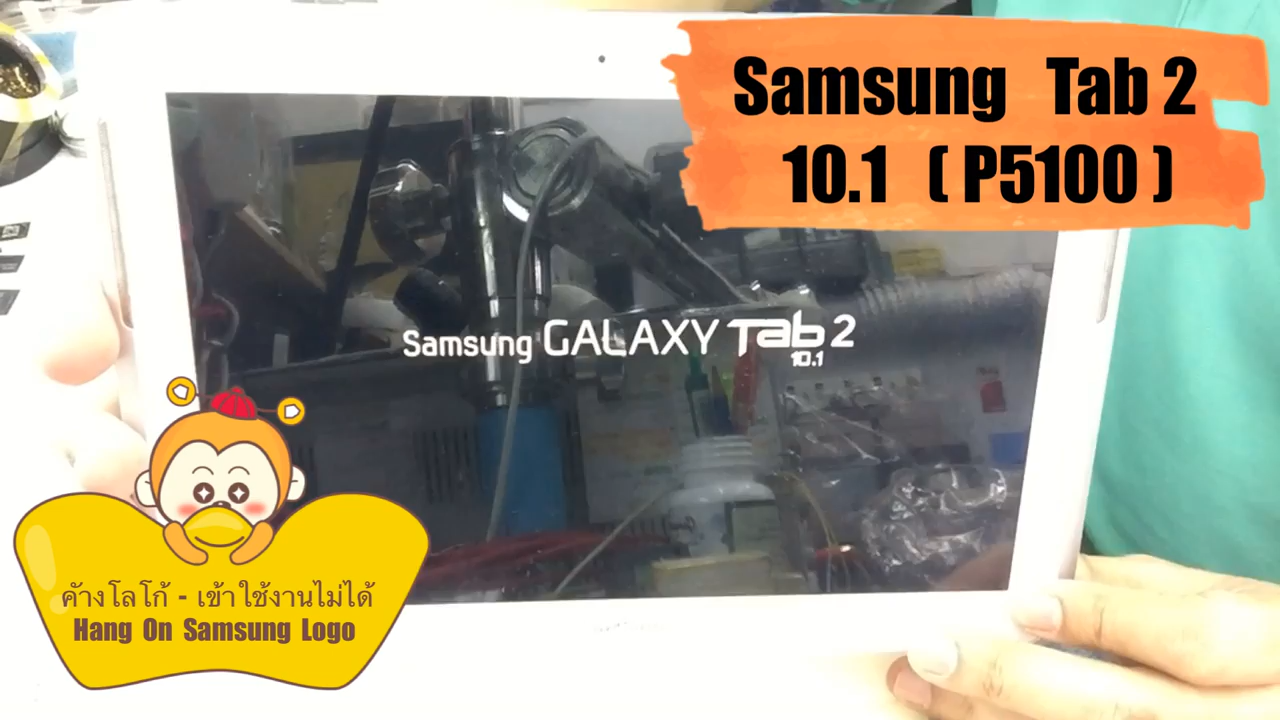 Samsung Tab 2
10.1 ( P5100 )
Samsung GALAXY Tab 2
10.1
ค้างโลโก้ - เข้าใช้งานไม่ได้
Hang On Samsung Logo